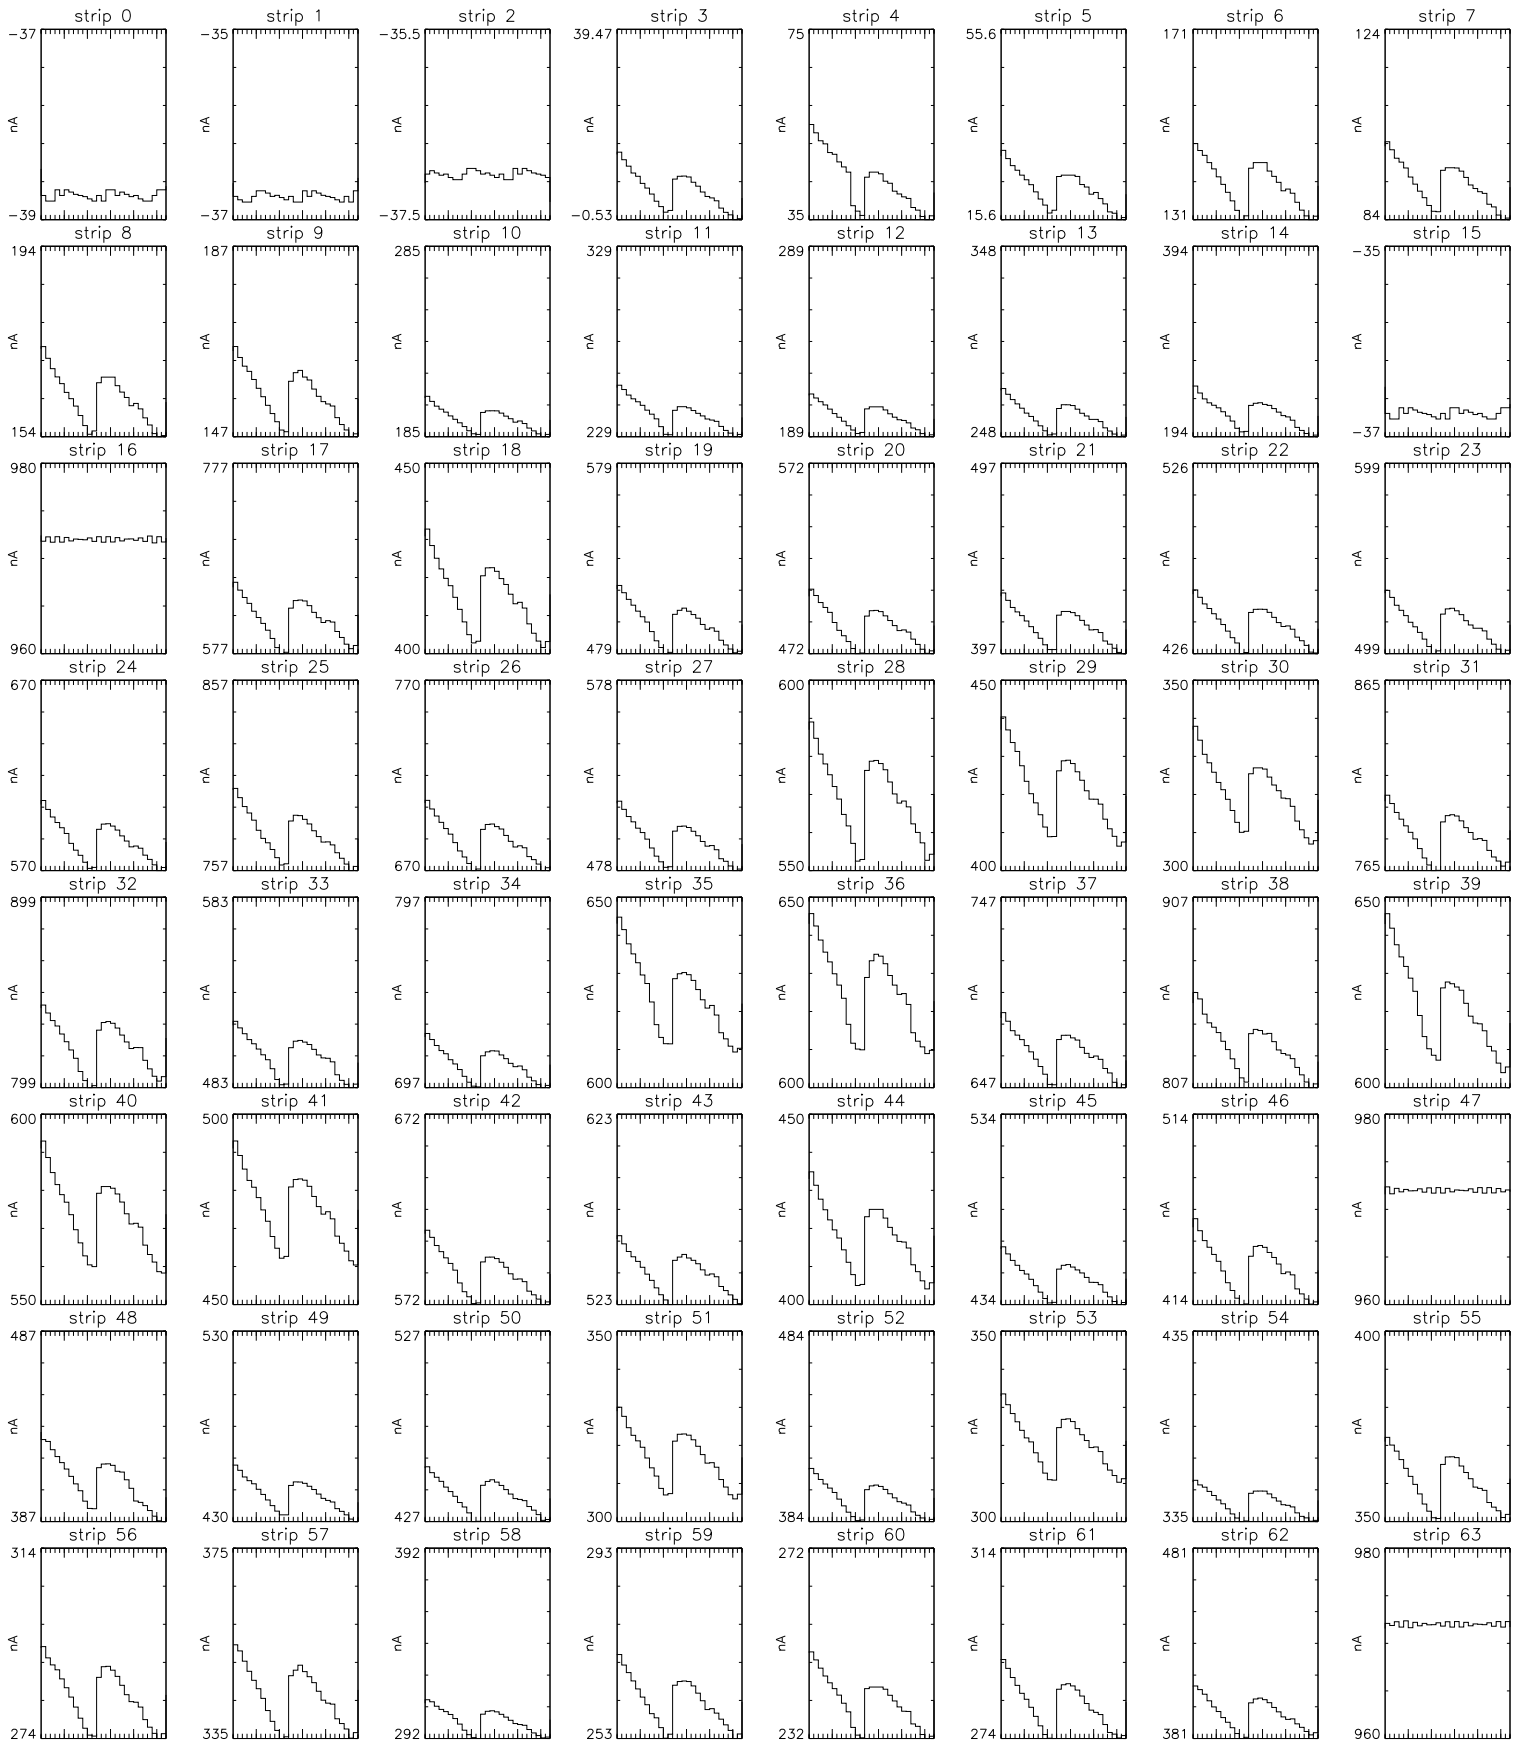 strip 0 strip 1 strip 2 strip 3 strip 4 strip 5 strip 6 strip 7
-37 -35 -35.5 39.47 75 55.6 171 124
nA nA nA nA nA nA nA nA
-39 -37 -37.5 -0.53 35 15.6 131 84
strip 8 strip 9 strip 10 strip 11 strip 12 strip 13 strip 14 strip 15
194 187 285 329 289 348 394 -35
nA nA nA nA nA nA nA nA
154 147 185 229 189 248 194 -37
strip 16 strip 17 strip 18 strip 19 strip 20 strip 21 strip 22 strip 23
980 777 450 579 572 497 526 599
nA nA nA nA nA nA nA nA
960 577 400 479 472 397 426 499
strip 24 strip 25 strip 26 strip 27 strip 28 strip 29 strip 30 strip 31
670 857 770 578 600 450 350 865
nA nA nA nA nA nA nA nA
570 757 670 478 550 400 300 765
strip 32 strip 33 strip 34 strip 35 strip 36 strip 37 strip 38 strip 39
899 583 797 650 650 747 907 650
nA nA nA nA nA nA nA nA
799 483 697 600 600 647 807 600
strip 40 strip 41 strip 42 strip 43 strip 44 strip 45 strip 46 strip 47
600 500 672 623 450 534 514 980
nA nA nA nA nA nA nA nA
550 450 572 523 400 434 414 960
strip 48 strip 49 strip 50 strip 51 strip 52 strip 53 strip 54 strip 55
487 530 527 350 484 350 435 400
nA nA nA nA nA nA nA nA
387 430 427 300 384 300 335 350
strip 56 strip 57 strip 58 strip 59 strip 60 strip 61 strip 62 strip 63
314 375 392 293 272 314 481 980
nA nA nA nA nA nA nA nA
274 335 292 253 232 274 381 960